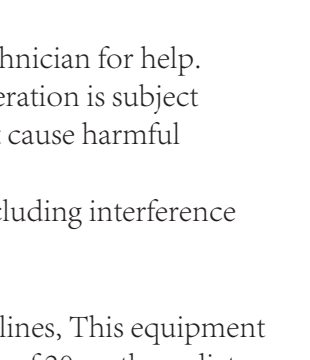 hnician for help.
eration is subject
cause harmful
cluding interference
lines, This equipment